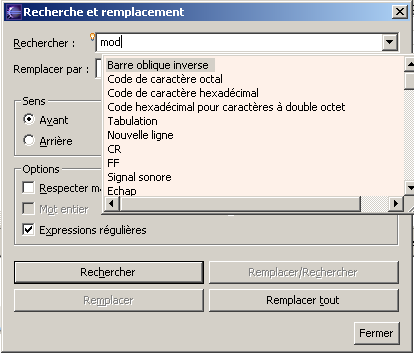 Recherche et remplacement
Rechercher : mod
Remplacer par :
Barre oblique inverse
Code de caractère octal
Code de caractère hexadécimal
Code hexadécimal pour caractères à double octet
Tabulation
Nouvelle ligne
CR
FF
Signal sonore
Echap
Sens
Avant
Arrière
Options
Respecter
Mot entier
Expressions régulières
Rechercher
Remplacer/Rechercher
Remplacer
Remplacer tout
Fermer